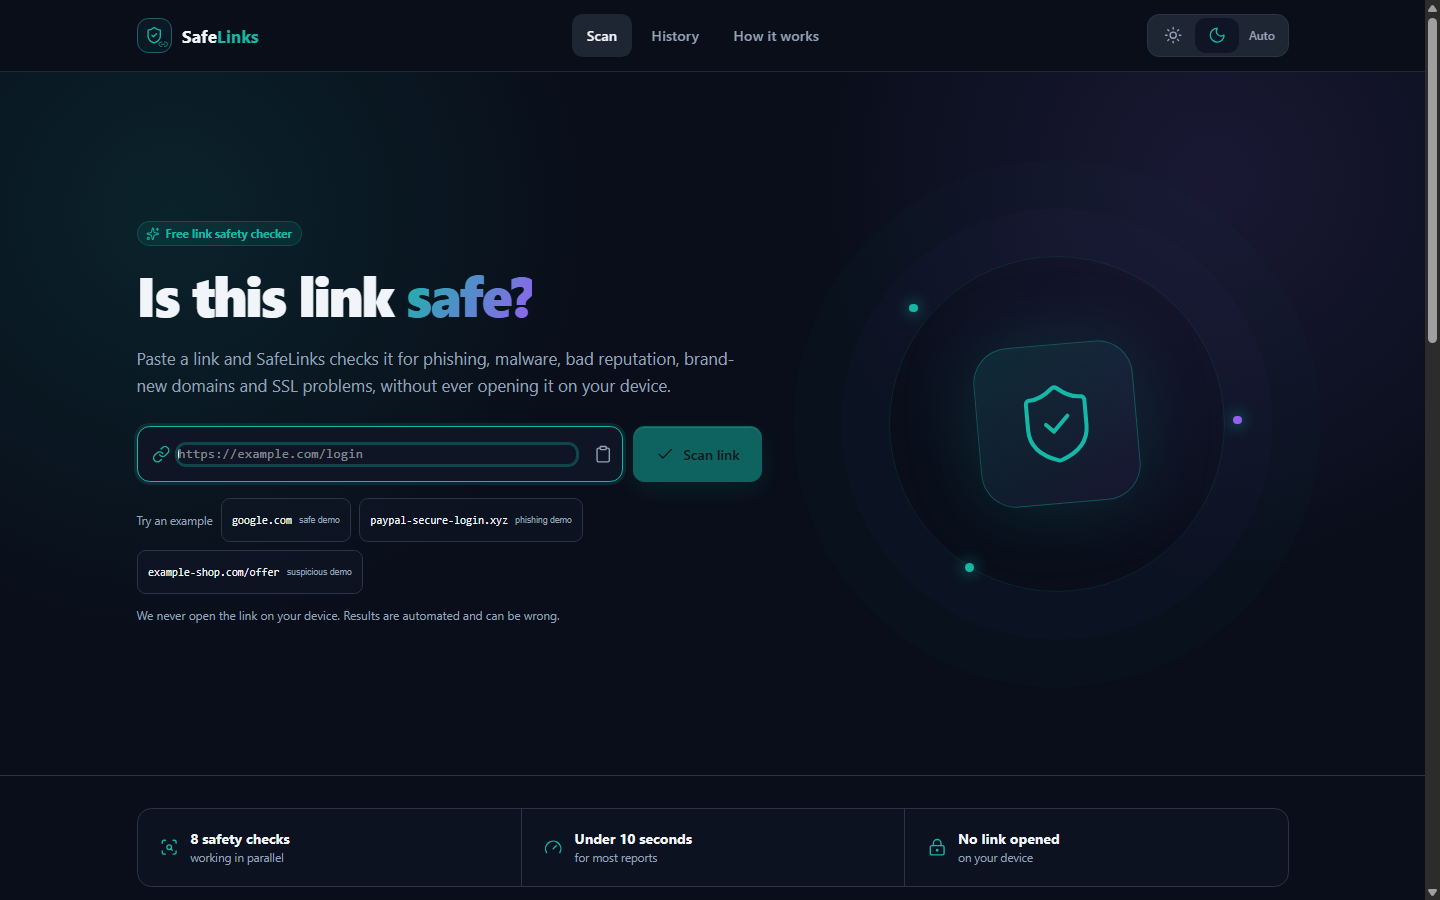 SafeLinks
Scan
History
How it works
Auto
Free link safety checker
Is this link safe?
Paste a link and SafeLinks checks it for phishing, malware, bad reputation, brand-
new domains and SSL problems, without ever opening it on your device.
https://example.com/login
Scan link
Try an example
google.com safe demo
paypal-secure-login.xyz phishing demo
example-shop.com/offer suspicious demo
We never open the link on your device. Results are automated and can be wrong.
8 safety checks
working in parallel
Under 10 seconds
for most reports
No link opened
on your device